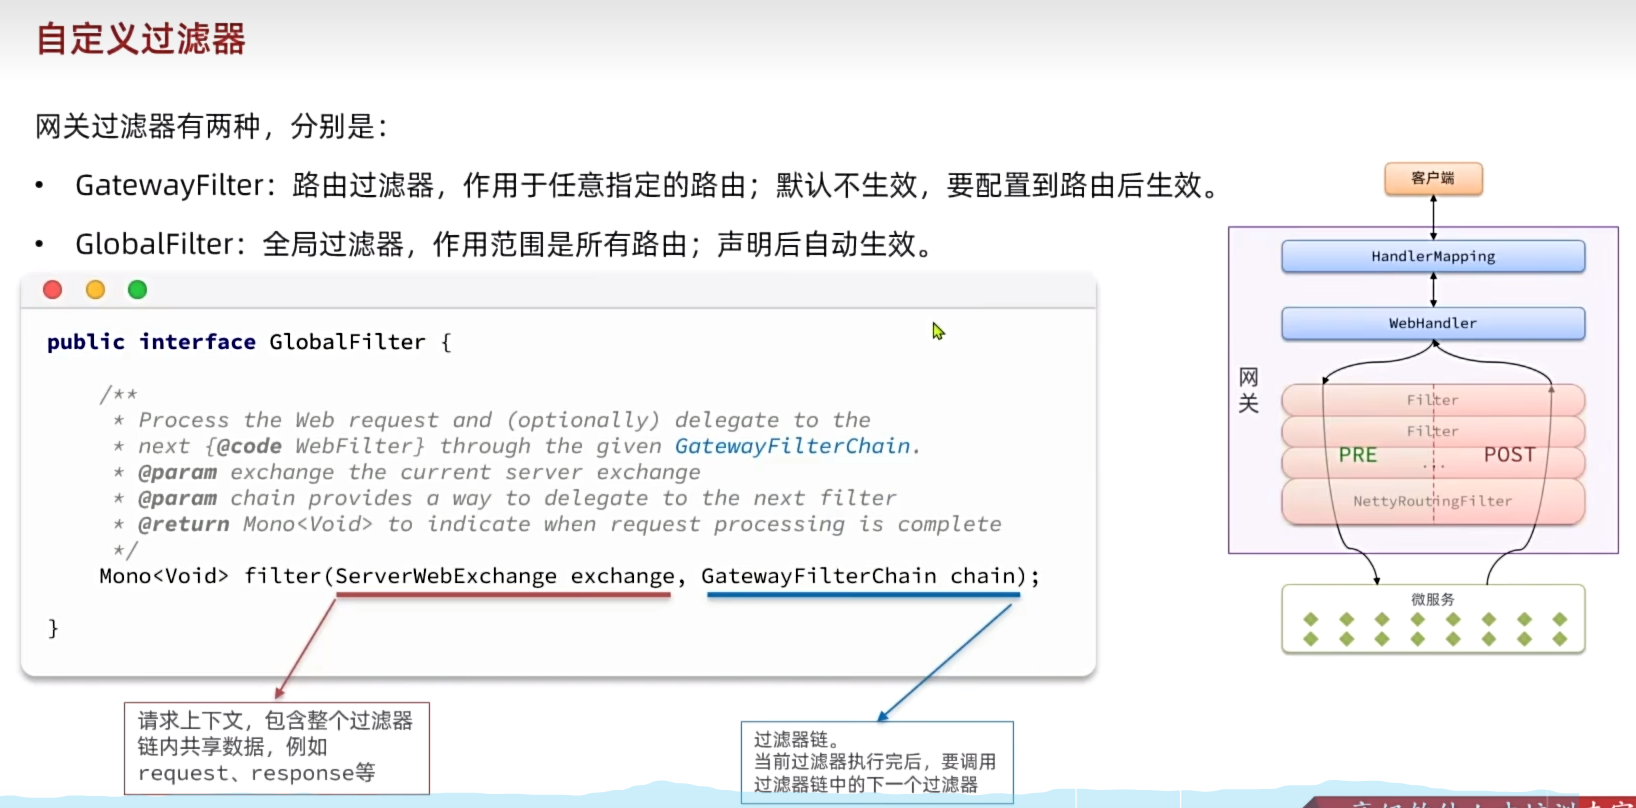 自定义过滤器
网关过滤器有两种，分别是：
• GatewayFilter：路由过滤器，作用于任意指定的路由；默认不生效，要配置到路由后生效。
• GlobalFilter：全局过滤器，作用范围是所有路由；声明后自动生效。
public interface GlobalFilter {
/**
* Process the Web request and (optionally) delegate to the
* next {@code WebFilter} through the given GatewayFilterChain.
* @param exchange the current server exchange
* @param chain provides a way to delegate to the next filter
* @return Mono<Void> to indicate when request processing is complete
*/
Mono<Void> filter(ServerWebExchange exchange, GatewayFilterChain chain);
}
请求上下文，包含整个过滤器
链内共享数据，例如
request、response等
过滤器链。
当前过滤器执行完后，要调用
过滤器链中的下一个过滤器
客户端
网关
HandlerMapping
WebHandler
Filter
Filter
PRE
...
POST
NettyRoutingFilter
微服务